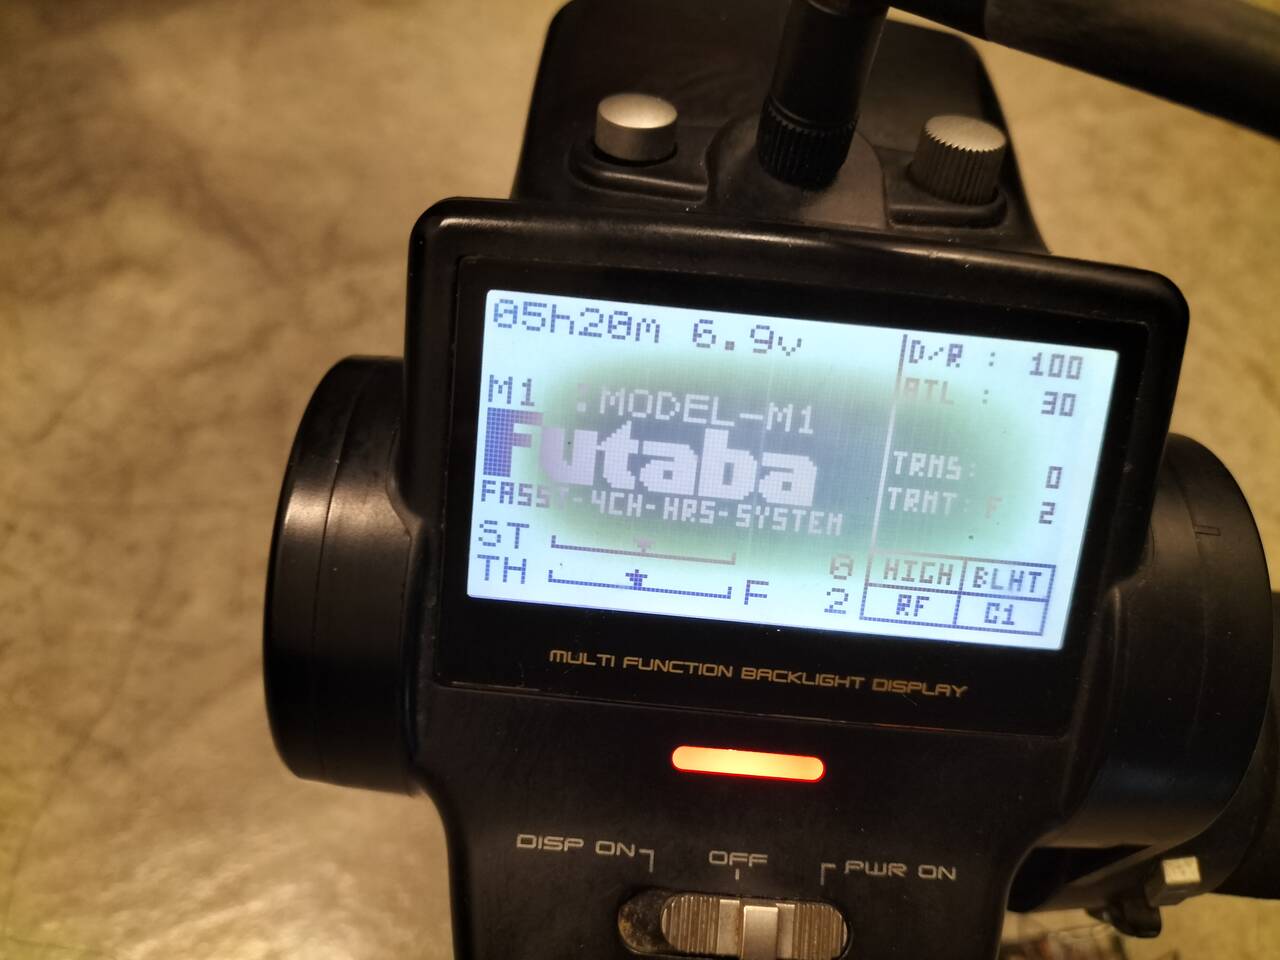 05h20m 6.9v
M1 :MODEL-M1
Futaba
FASST-4CH-HRS-SYSTEM
ST 0
TH F 2
D/R : 100
ATL : 30
TRMS: 0
TRMT: F 2
HIGH BLHT
RF C1
MULTI FUNCTION BACKLIGHT DISPLAY
DISP ON OFF PWR ON